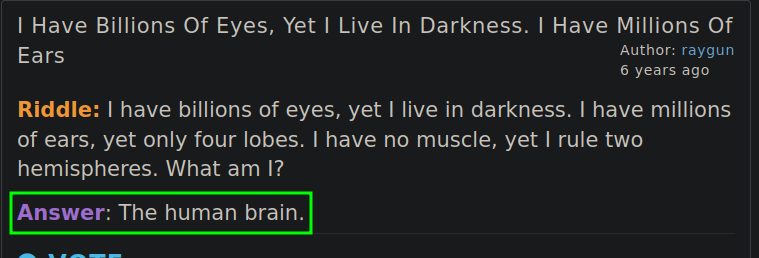 I Have Billions Of Eyes, Yet I Live In Darkness. I Have Millions Of
Ears
Author: raygun
6 years ago
Riddle: I have billions of eyes, yet I live in darkness. I have millions
of ears, yet only four lobes. I have no muscle, yet I rule two
hemispheres. What am I?
Answer: The human brain.
VOTE